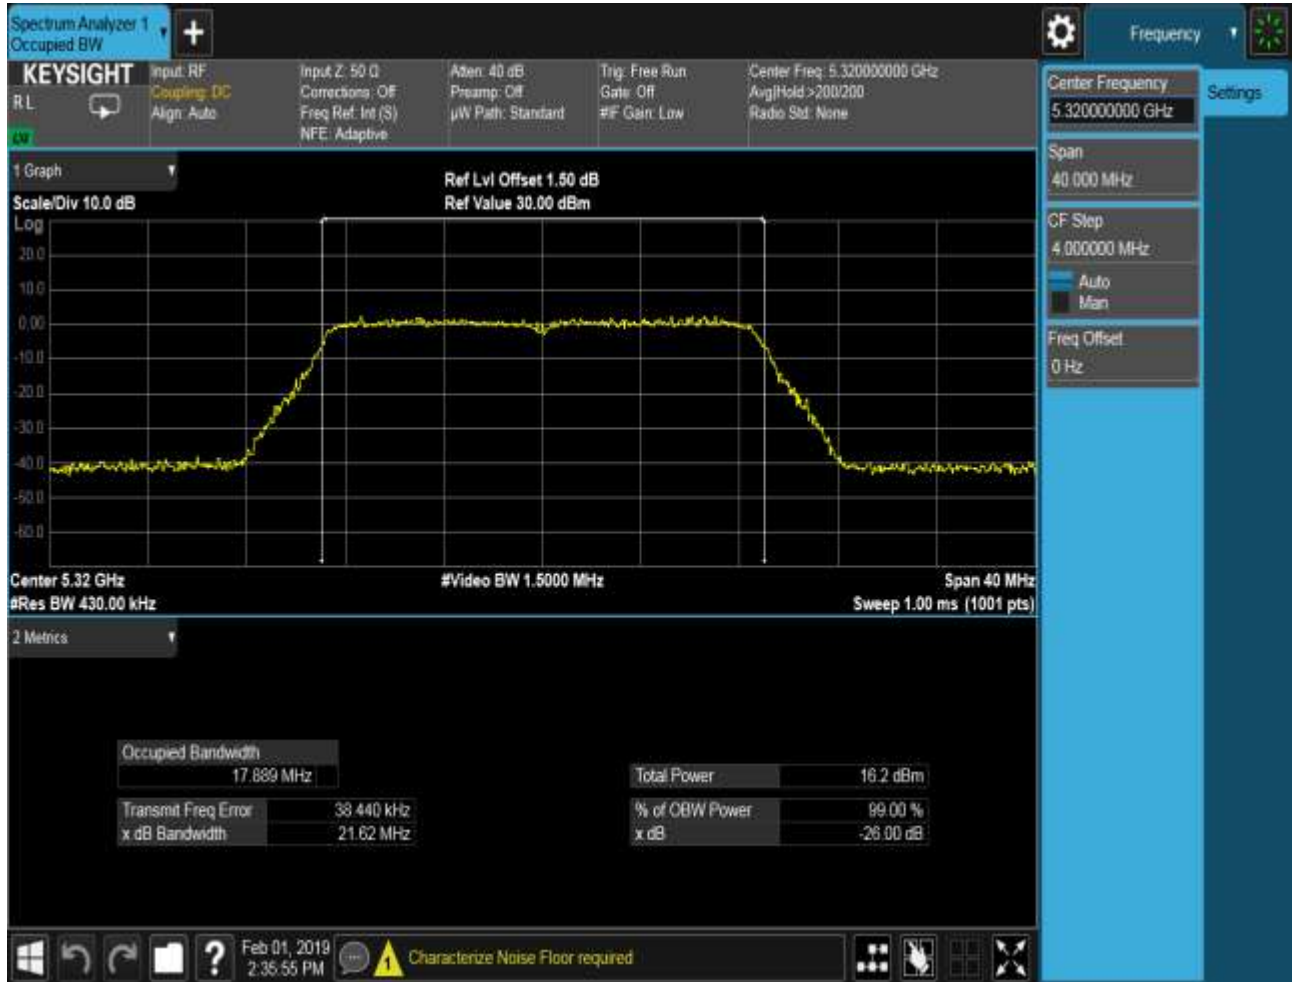 Spectrum Analyzer 1
Occupied BW
Frequency
KEYSIGHT
RL
Input: RF
Coupling: DC
Align: Auto
Input Z: 50 Ω
Corrections: Off
Freq Ref: Int (S)
NFE: Adaptive
Atten: 40 dB
Preamp: Off
µW Path: Standard
Trig: Free Run
Gate: Off
#IF Gain: Low
Center Freq: 5.320000000 GHz
Avg|Hold:>200/200
Radio Std: None
Center Frequency
5.320000000 GHz
Settings
Span
40.000 MHz
CF Step
4.000000 MHz
Auto
Man
Freq Offset
0 Hz
1 Graph
Scale/Div 10.0 dB
Ref Lvl Offset 1.50 dB
Ref Value 30.00 dBm
Log
20.0
10.0
0.00
-10.0
-20.0
-30.0
-40.0
-50.0
-60.0
Center 5.32 GHz
#Video BW 1.5000 MHz
Span 40 MHz
#Res BW 430.00 kHz
Sweep 1.00 ms (1001 pts)
2 Metrics
Occupied Bandwidth
17.889 MHz
Total Power 16.2 dBm
Transmit Freq Error 38.440 kHz
% of OBW Power 99.00 %
x dB Bandwidth 21.62 MHz
x dB -26.00 dB
?
Feb 01, 2019
2:35:55 PM
1
Characterize Noise Floor required